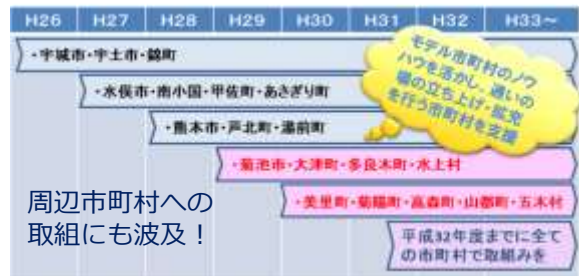 H26 H27 H28 H29 H30 H31 H32 H33～
・宇城市・宇土市・錦町
・水俣市・南小国・甲佐町・あさぎり町
・熊本市・芦北町・湯前町
・菊池市・大津町・多良木町・水上村
・美里町・菊陽町・高森町・山都町・五木村
平成32年度までに全て
の市町村で取組みを
モデル市町村のノウ
ハウを活かし、通いの
場の立ち上げ・拡充
を行う市町村を支援
周辺市町村への
取組にも波及！